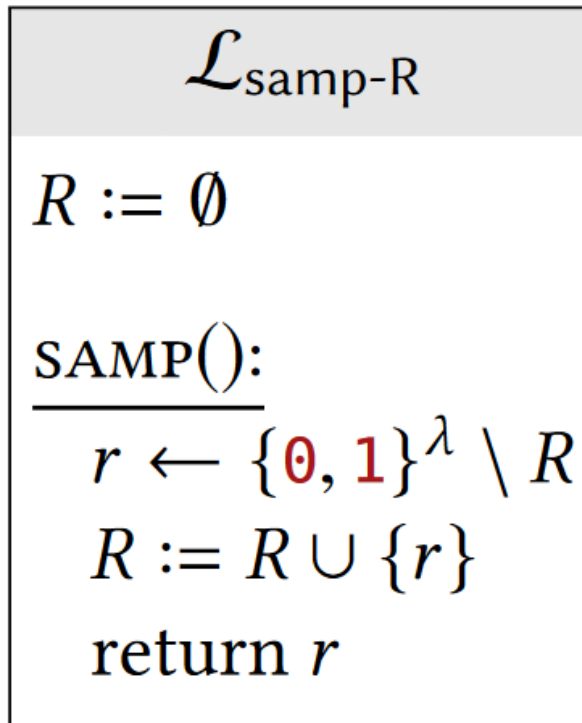 𝓛samp-R
R := ∅
SAMP():
r ← {0, 1}^λ \ R
R := R ∪ {r}
return r